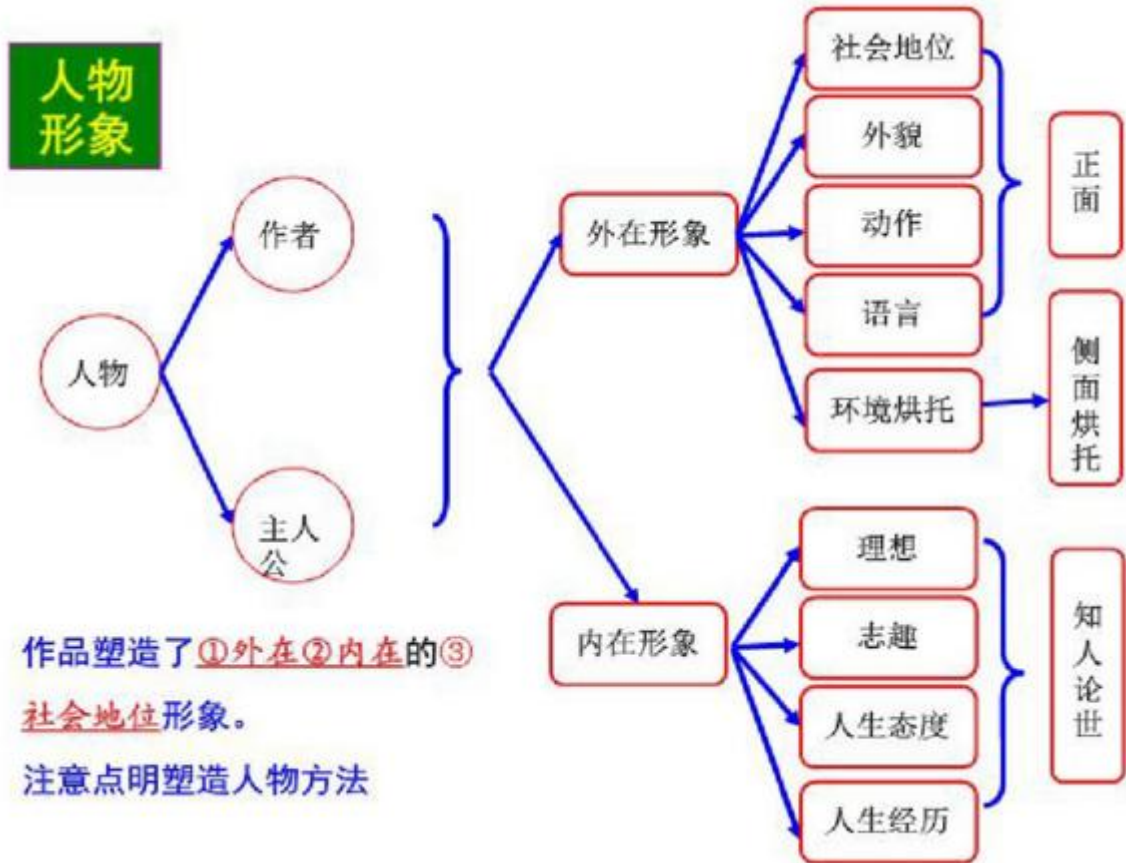 人物
形象
人物
作者
主人
公
外在形象
内在形象
社会地位
外貌
动作
语言
环境烘托
正面
侧面烘托
理想
志趣
人生态度
人生经历
知人论世
作品塑造了①外在②内在的③
社会地位形象。
注意点明塑造人物方法